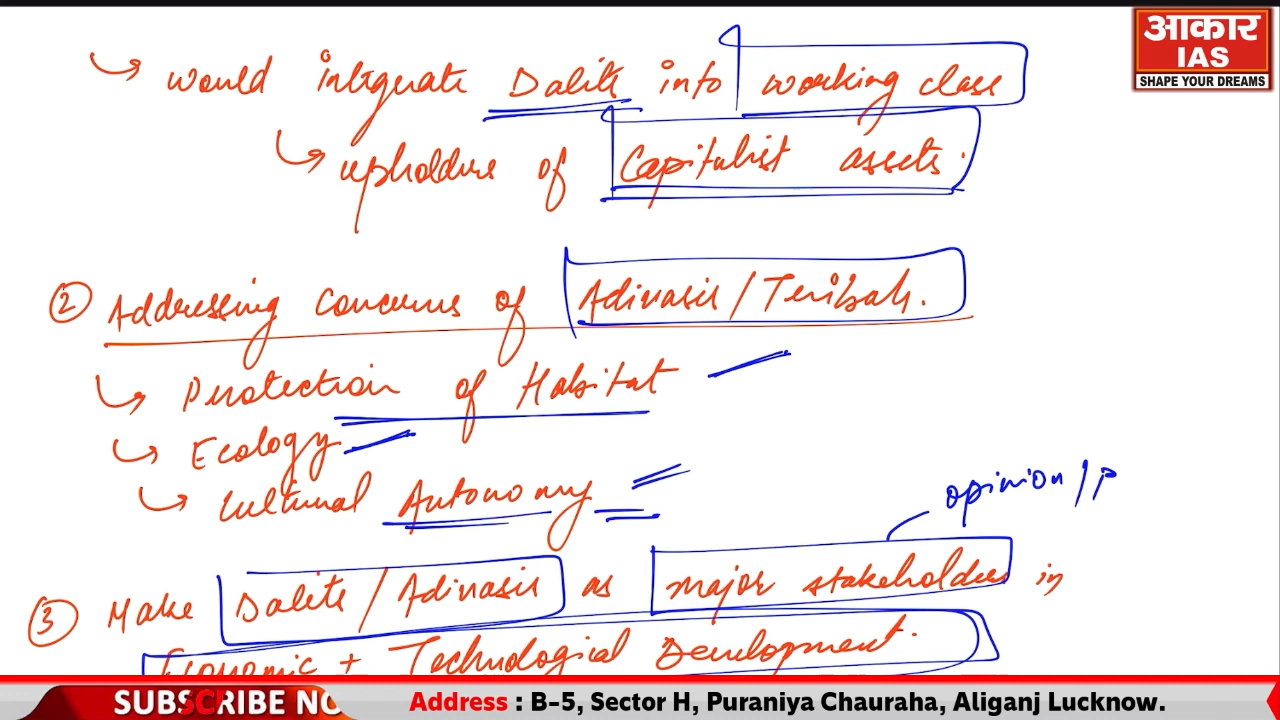 आकार
IAS
SHAPE YOUR DREAMS
↳ would integrate Dalits into working class
↳ upholders of Capitalist assets.
② Addressing concerns of Adivasis/Tribals.
↳ Protection of Habitat
↳ Ecology
↳ Cultural Autonomy
opinion / P
③ Make Dalits / Adivasis as major stakeholders in
Economic + Technological Development.
SUBSCRIBE NO
Address : B-5, Sector H, Puraniya Chauraha, Aliganj Lucknow.